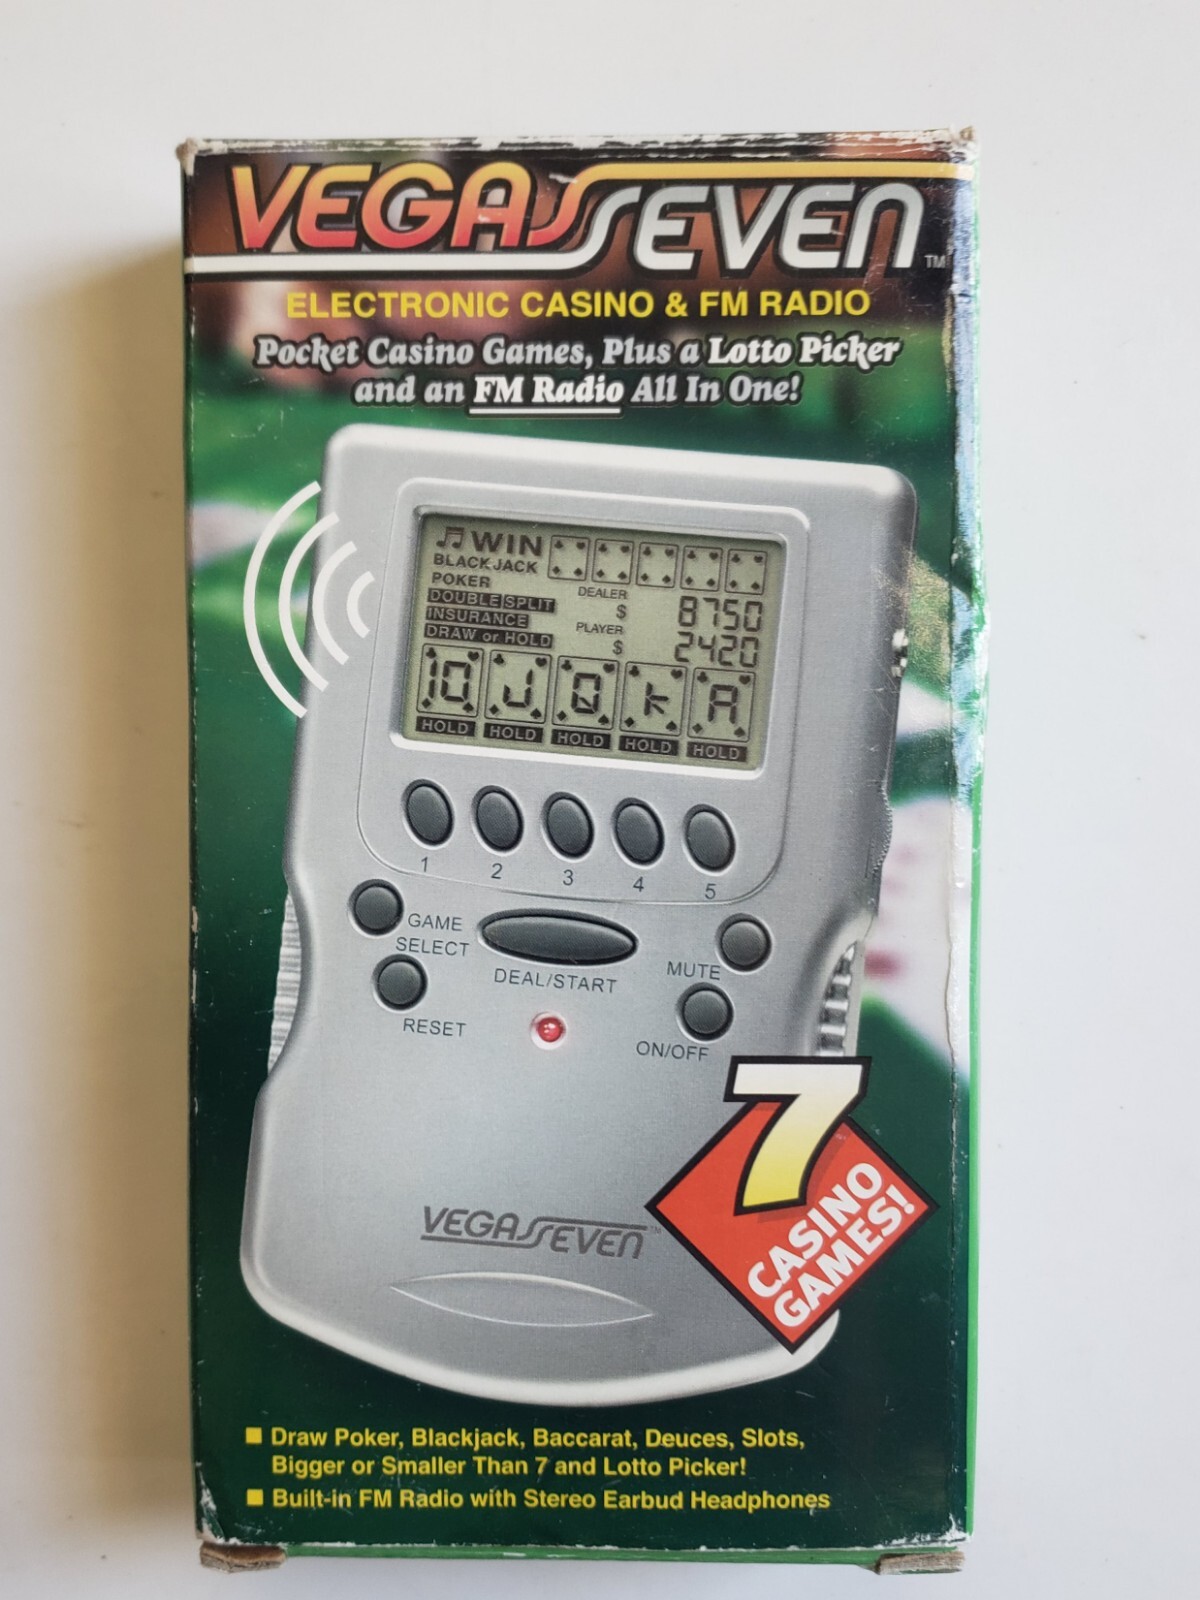 VEGAS SEVEN™
ELECTRONIC CASINO & FM RADIO
Pocket Casino Games, Plus a Lotto Picker
and an FM Radio All In One!
WIN
BLACKJACK
POKER
DOUBLE SPLIT
INSURANCE
DRAW or HOLD
DEALER
$ 8750
PLAYER
$ 2420
10 J Q K A
HOLD HOLD HOLD HOLD HOLD
1 2 3 4 5
GAME
SELECT
DEAL/START
MUTE
RESET
ON/OFF
7
CASINO
GAMES!
VEGAS SEVEN™
■ Draw Poker, Blackjack, Baccarat, Deuces, Slots,
Bigger or Smaller Than 7 and Lotto Picker!
■ Built-in FM Radio with Stereo Earbud Headphones